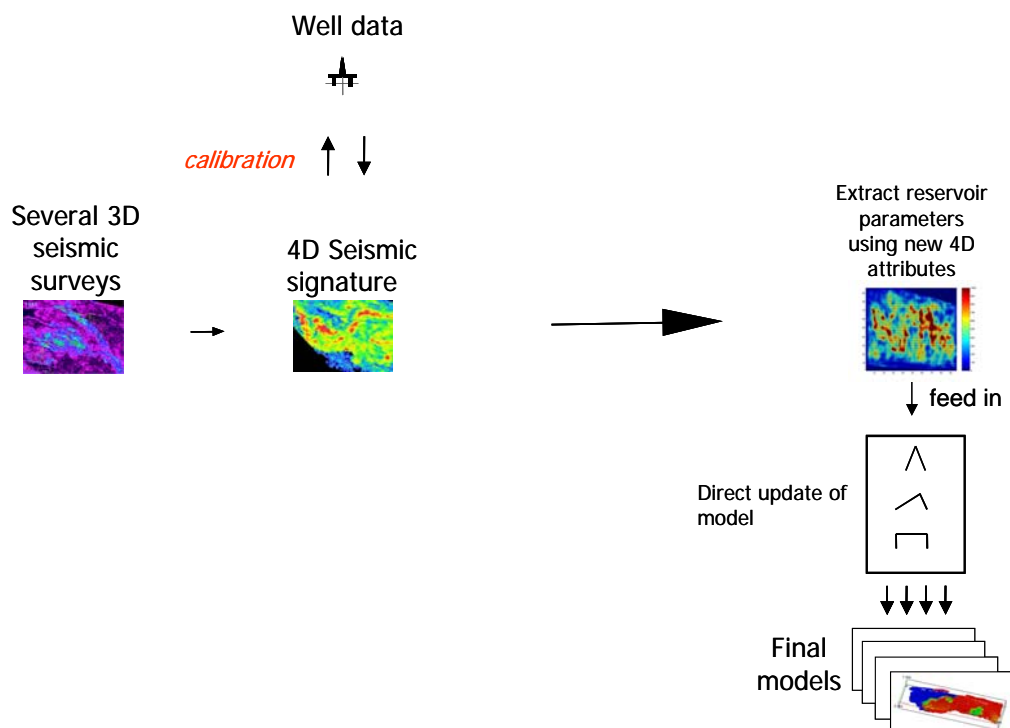 Well data
calibration
Several 3D
seismic
surveys
4D Seismic
signature
Extract reservoir
parameters
using new 4D
attributes
feed in
Direct update of
model
Final
models